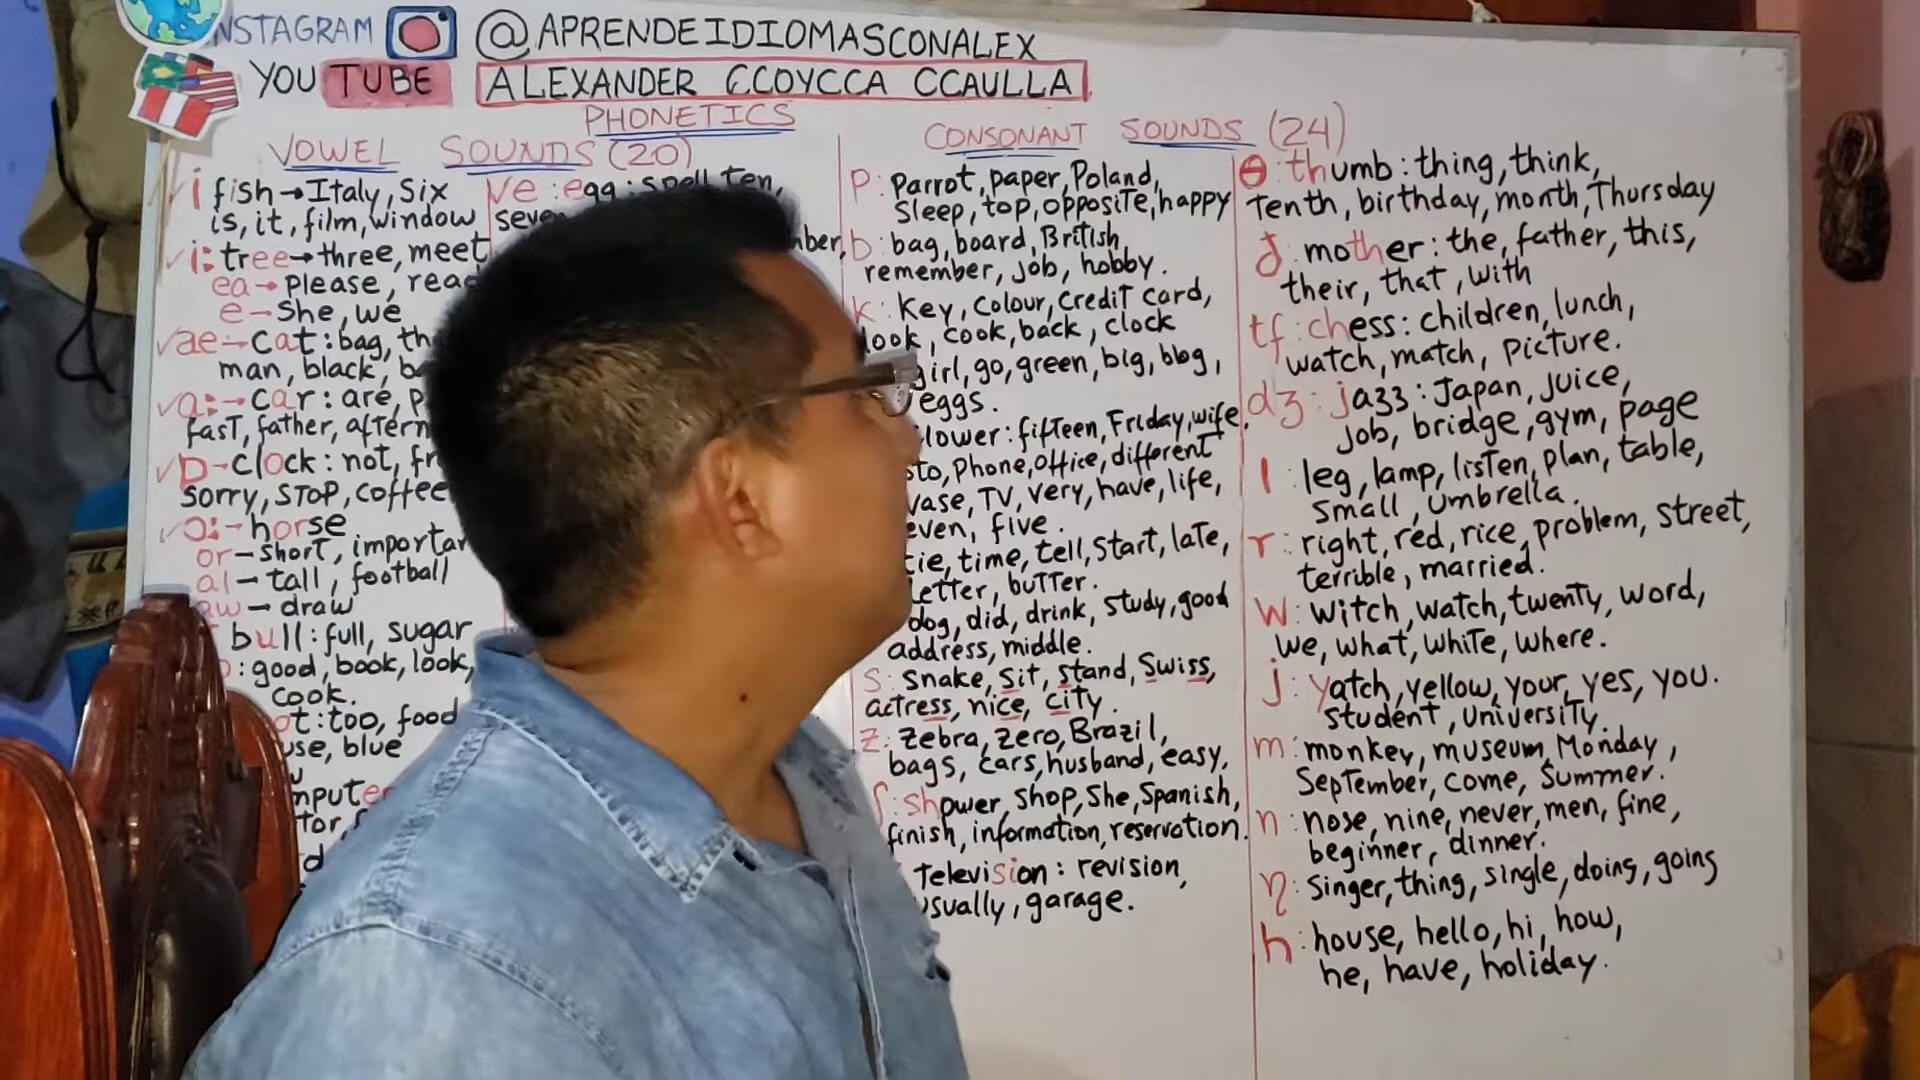 INSTAGRAM @APRENDEIDIOMASCONALEX
YOU TUBE ALEXANDER CCOYCCA CCAULLA
PHONETICS
VOWEL SOUNDS (20)
i fish→Italy, Six
is, it, film, window
i: tree→three, meet
ea→please, read
e→She, we
ae→cat: bag,
man, black,
a:→car: are,
fast, father,
D-clock: not,
sorry, stop, coffee
ɔ:-horse
or-short,
al-tall, football
aw→draw
bull: full, sugar
good, book, look,
cook.
too, food
blue
e: egg: spell, ten,
CONSONANT SOUNDS (24)
P: parrot, paper, Poland,
sleep, top, opposite, happy
b: bag, board, British,
remember, job, hobby.
k: key, colour, credit card,
look, cook, back, clock
girl, go, green, big, blog,
eggs.
fifteen, Friday, wife,
phone, office, different
vase, TV, very, have, life,
five.
tie, time, tell, start, late,
letter, butter.
dog, did, drink, study, good
address, middle.
S: snake, sit, stand, Swiss,
actress, nice, city.
Z: zebra, zero, Brazil,
bags, cars, husband, easy,
ʃ: shower, shop, She, Spanish,
finish, information, reservation.
television: revision,
usually, garage.
θ: thumb: thing, think,
tenth, birthday, month, Thursday
ð: mother: the, father, this,
their, that, with
tʃ: chess: children, lunch,
watch, match, picture.
dʒ: jazz: Japan, juice,
job, bridge, gym, page
l: leg, lamp, listen, plan, table,
small, umbrella.
r: right, red, rice, problem, street,
terrible, married.
W: witch, watch, twenty, word,
we, what, white, where.
j: yatch, yellow, your, yes, you.
student, university.
m: monkey, museum, Monday,
September, come, summer.
n: nose, nine, never, men, fine,
beginner, dinner.
η: singer, thing, single, doing, going
h: house, hello, hi, how,
he, have, holiday.